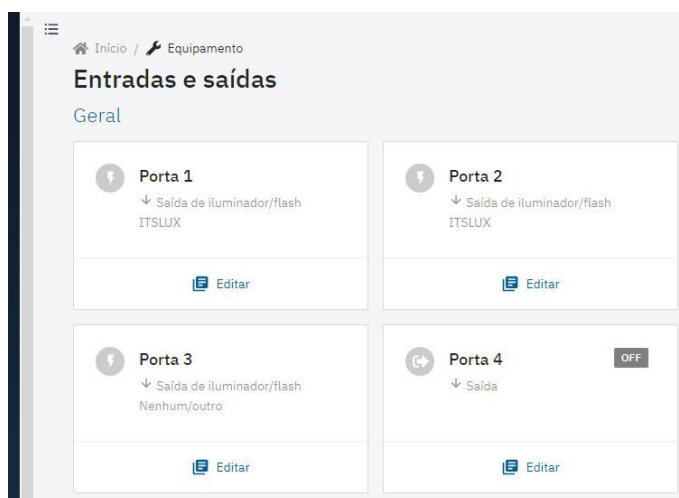 Início / Equipamento
Entradas e saídas
Geral
Porta 1
Saída de iluminador/flash
ITSLUX
Editar
Porta 2
Saída de iluminador/flash
ITSLUX
Editar
Porta 3
Saída de iluminador/flash
Nenhum/outro
Editar
Porta 4
OFF
Saída
Editar